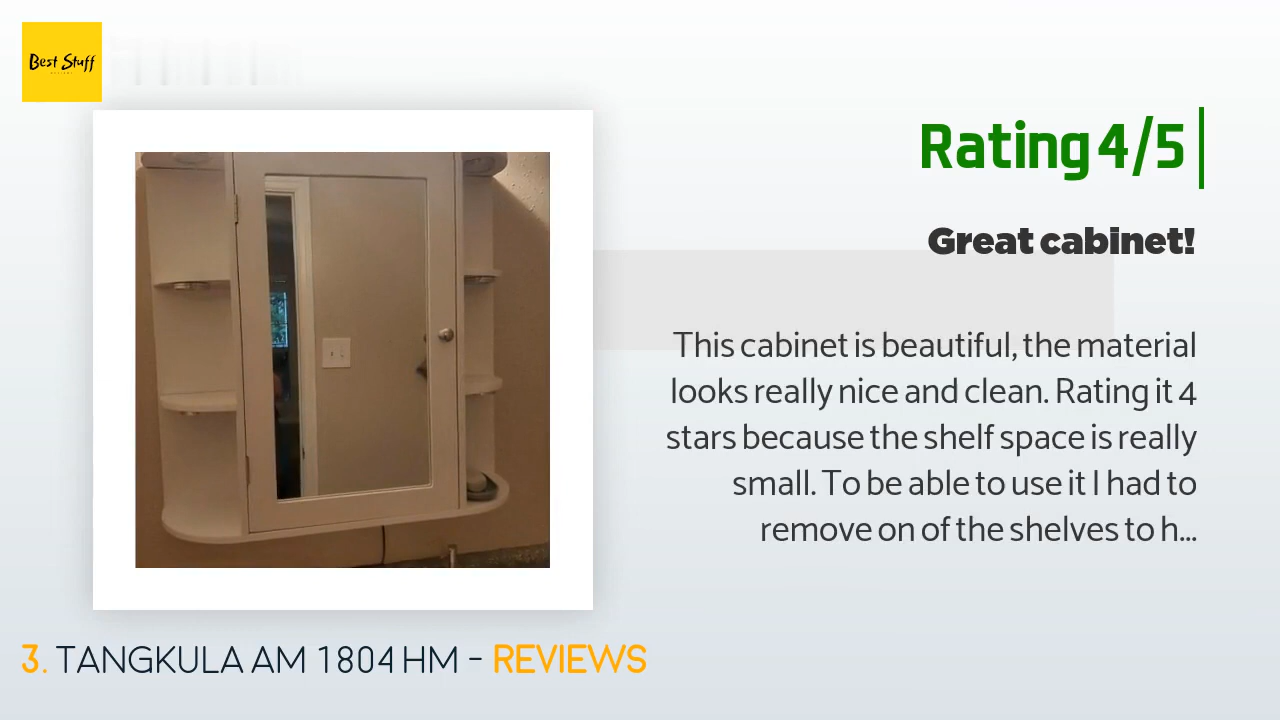 Best Stuff
Rating 4/5
Great cabinet!
This cabinet is beautiful, the material
looks really nice and clean. Rating it 4
stars because the shelf space is really
small. To be able to use it I had to
remove on of the shelves to h...
3. TANGKULA AM 1804 HM - REVIEWS